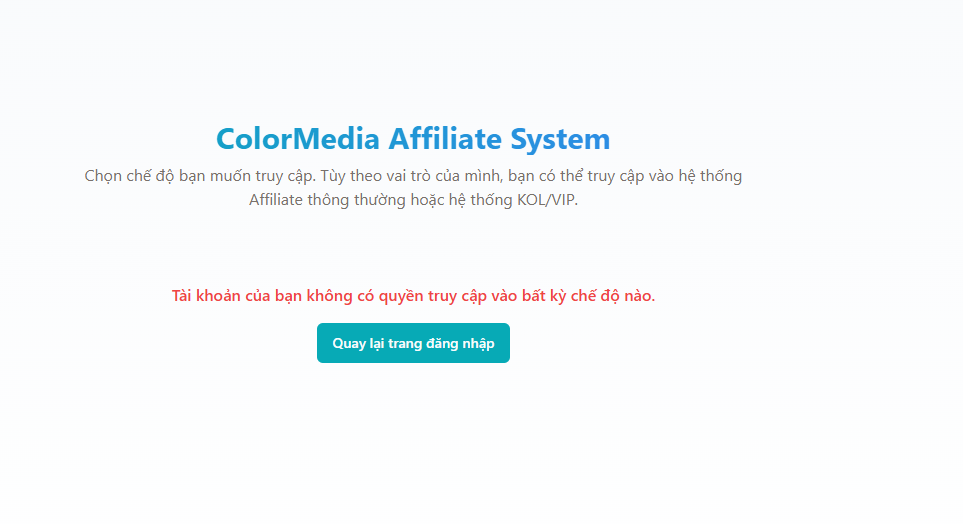 ColorMedia Affiliate System
Chọn chế độ bạn muốn truy cập. Tùy theo vai trò của mình, bạn có thể truy cập vào hệ thống
Affiliate thông thường hoặc hệ thống KOL/VIP.
Tài khoản của bạn không có quyền truy cập vào bất kỳ chế độ nào.
Quay lại trang đăng nhập